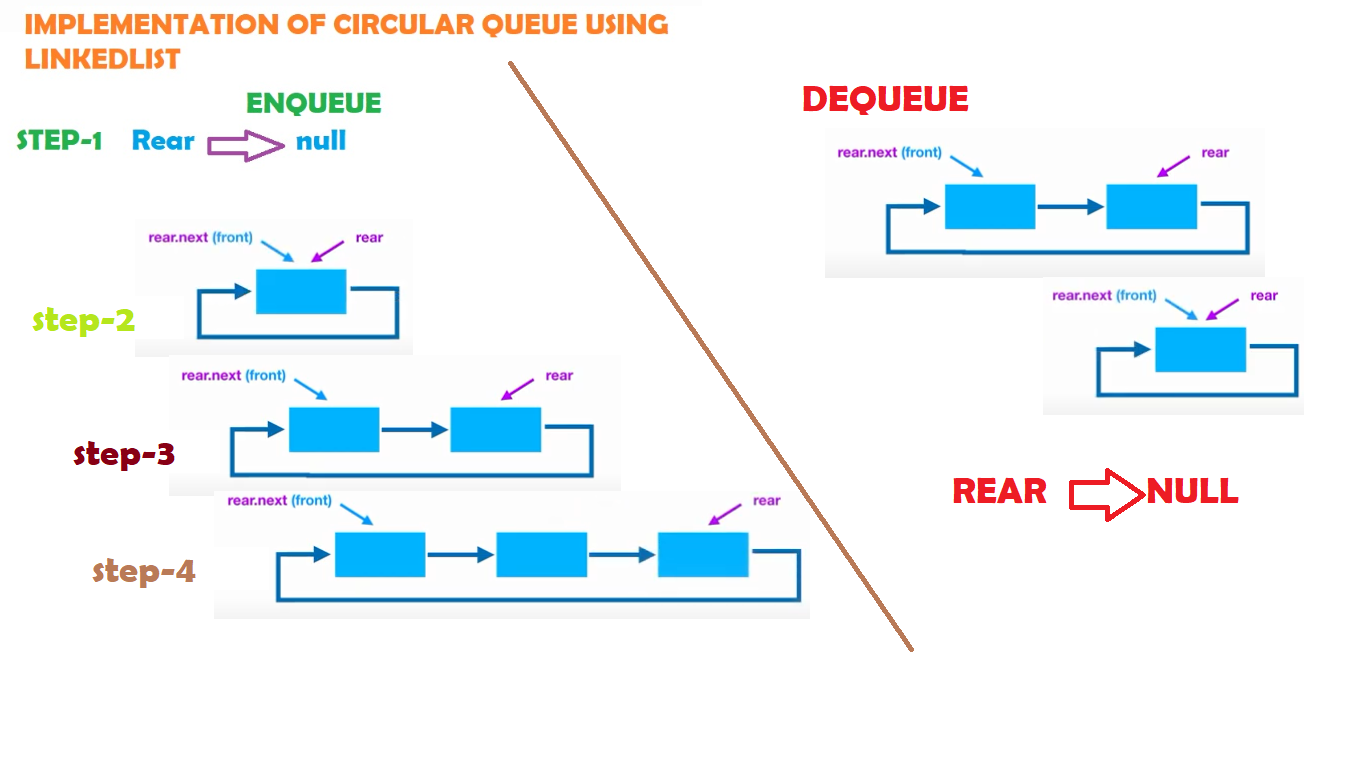 IMPLEMENTATION OF CIRCULAR QUEUE USING
LINKEDLIST
ENQUEUE
STEP-1 Rear null
rear.next (front) rear
step-2
rear.next (front) rear
step-3
rear.next (front) rear
step-4
DEQUEUE
rear.next (front) rear
rear.next (front) rear
REAR NULL